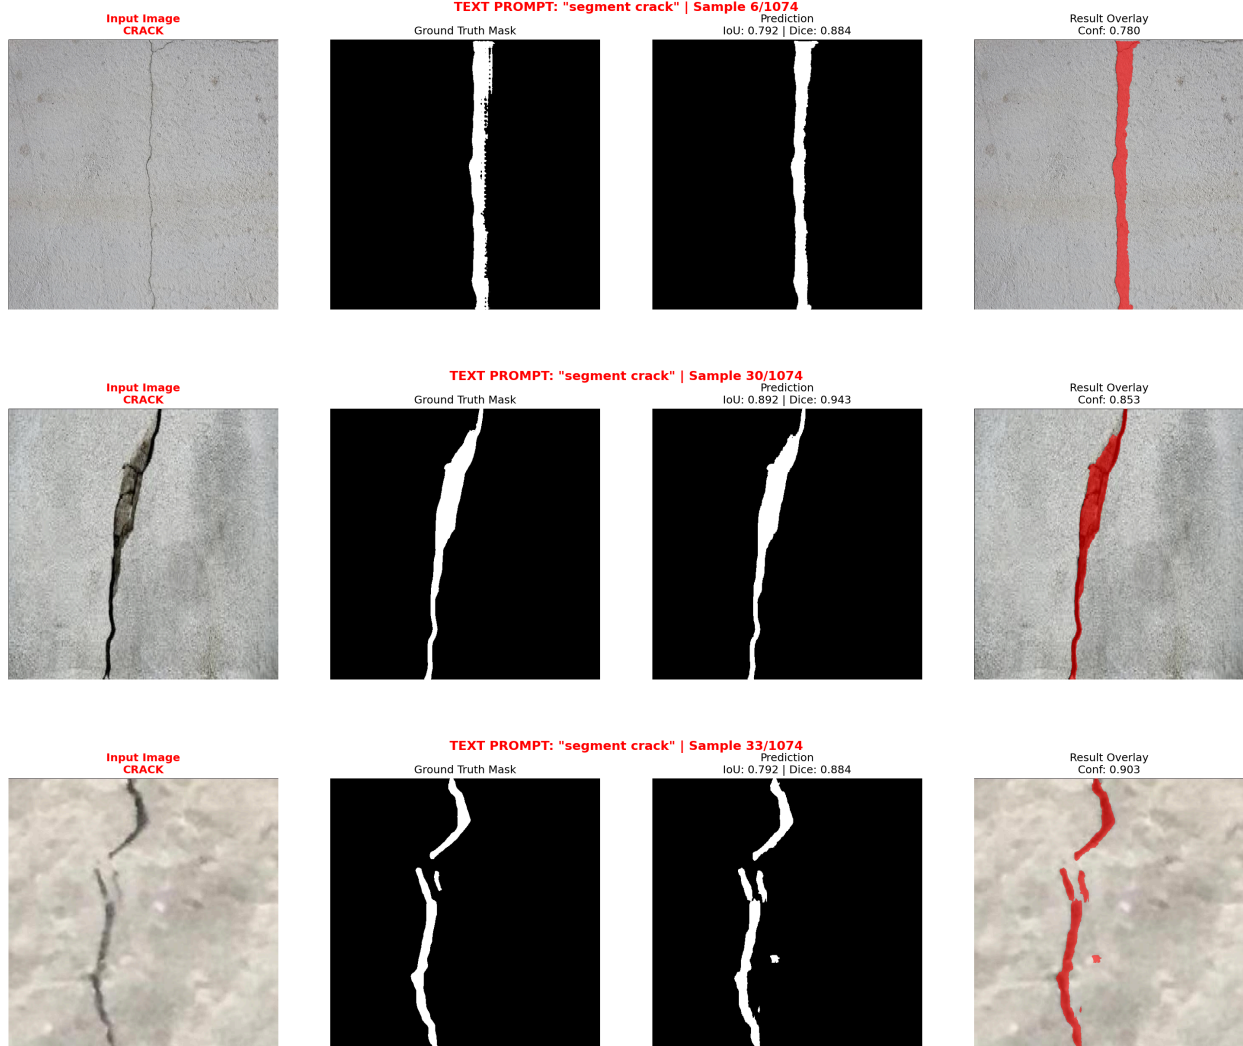 TEXT PROMPT: "segment crack" | Sample 6/1074
Input Image
CRACK
Ground Truth Mask
Prediction
IoU: 0.792 | Dice: 0.884
Result Overlay
Conf: 0.780
TEXT PROMPT: "segment crack" | Sample 30/1074
Input Image
CRACK
Ground Truth Mask
Prediction
IoU: 0.892 | Dice: 0.943
Result Overlay
Conf: 0.853
TEXT PROMPT: "segment crack" | Sample 33/1074
Input Image
CRACK
Ground Truth Mask
Prediction
IoU: 0.792 | Dice: 0.884
Result Overlay
Conf: 0.903